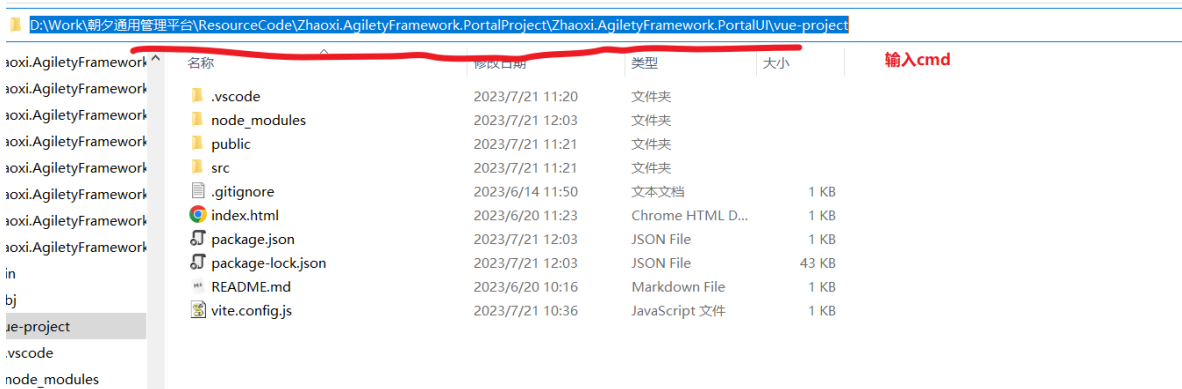 D:\Work\朝夕通用管理平台\ResourceCode\Zhaoxi.AgiletyFramework.PortalProject\Zhaoxi.AgiletyFramework.PortalUI\vue-project
输入cmd
名称 修改日期 类型 大小
aoxi.AgiletyFramework
aoxi.AgiletyFramework
aoxi.AgiletyFramework
aoxi.AgiletyFramework
aoxi.AgiletyFramework
aoxi.AgiletyFramework
aoxi.AgiletyFramework
aoxi.AgiletyFramework
in
bj
ue-project
.vscode
node_modules
.vscode 2023/7/21 11:20 文件夹
node_modules 2023/7/21 12:03 文件夹
public 2023/7/21 11:21 文件夹
src 2023/7/21 11:21 文件夹
.gitignore 2023/6/14 11:50 文本文档 1 KB
index.html 2023/6/20 11:23 Chrome HTML D... 1 KB
package.json 2023/7/21 12:03 JSON File 1 KB
package-lock.json 2023/7/21 12:03 JSON File 43 KB
README.md 2023/6/20 10:16 Markdown File 1 KB
vite.config.js 2023/7/21 10:36 JavaScript 文件 1 KB